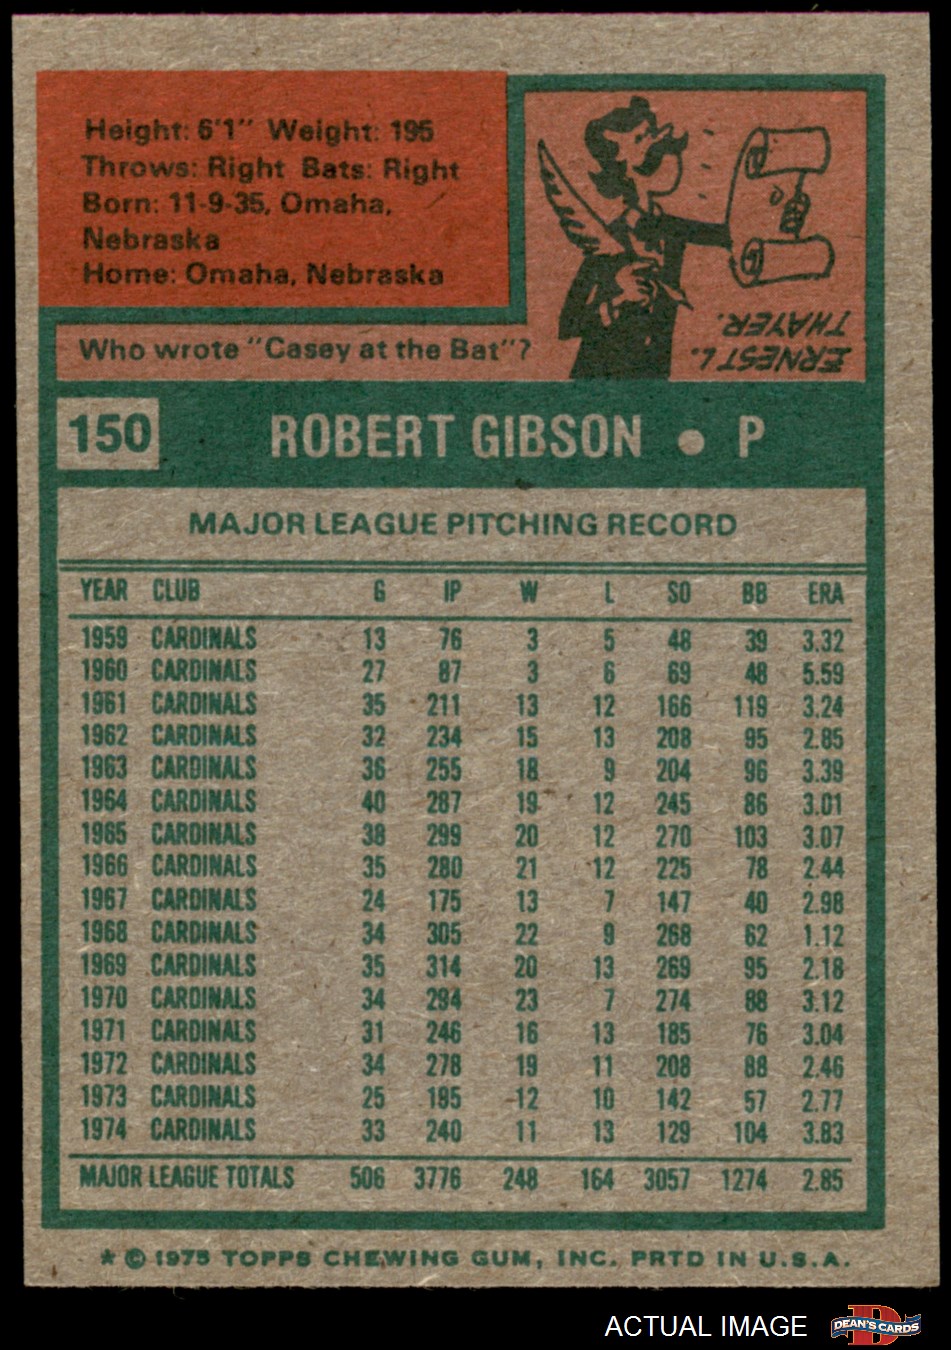 Height: 6'1" Weight: 195
Throws: Right Bats: Right
Born: 11-9-35, Omaha,
Nebraska
Home: Omaha, Nebraska
ERNEST L.
THAYER.
Who wrote "Casey at the Bat"?
150 ROBERT GIBSON • P
MAJOR LEAGUE PITCHING RECORD
YEAR CLUB G IP W L SO BB ERA
1959 CARDINALS 13 76 3 5 48 39 3.32
1960 CARDINALS 27 87 3 6 69 48 5.59
1961 CARDINALS 35 211 13 12 166 119 3.24
1962 CARDINALS 32 234 15 13 208 95 2.85
1963 CARDINALS 36 255 18 9 204 96 3.39
1964 CARDINALS 40 287 19 12 245 86 3.01
1965 CARDINALS 38 299 20 12 270 103 3.07
1966 CARDINALS 35 280 21 12 225 78 2.44
1967 CARDINALS 24 175 13 7 147 40 2.98
1968 CARDINALS 34 305 22 9 268 62 1.12
1969 CARDINALS 35 314 20 13 269 95 2.18
1970 CARDINALS 34 294 23 7 274 88 3.12
1971 CARDINALS 31 246 16 13 185 76 3.04
1972 CARDINALS 34 278 19 11 208 88 2.46
1973 CARDINALS 25 195 12 10 142 57 2.77
1974 CARDINALS 33 240 11 13 129 104 3.83
MAJOR LEAGUE TOTALS 506 3776 248 164 3057 1274 2.85
* © 1975 TOPPS CHEWING GUM, INC. PRTD IN U.S.A.
ACTUAL IMAGE
D
DEAN'S CARDS